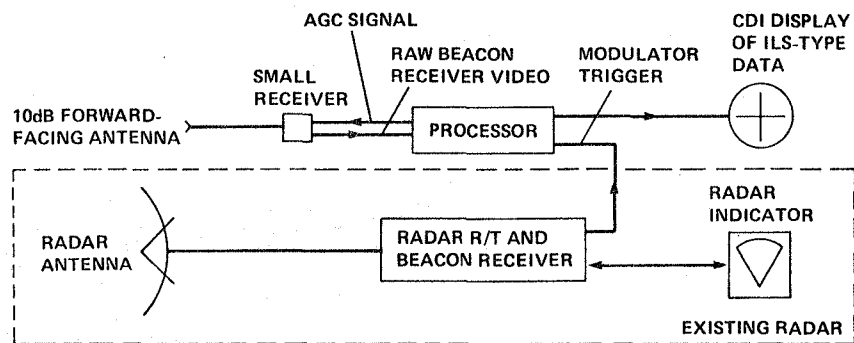 AGC SIGNAL
CDI DISPLAY
OF ILS-TYPE
DATA
RAW BEACON
RECEIVER VIDEO
MODULATOR
TRIGGER
SMALL
RECEIVER
10dB FORWARD-
FACING ANTENNA
PROCESSOR
RADAR
INDICATOR
RADAR
ANTENNA
RADAR R/T AND
BEACON RECEIVER
EXISTING RADAR